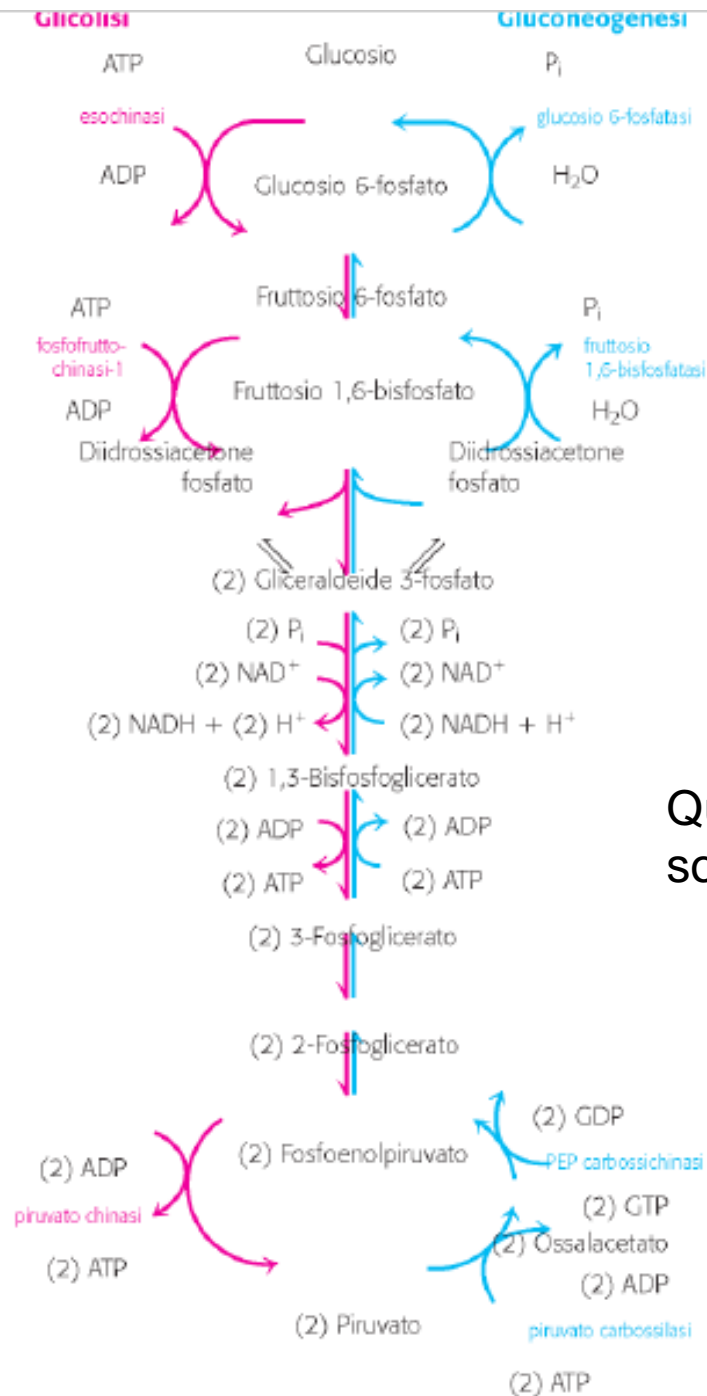 Glicolisi
Gluconeogenesi
ATP
Glucosio
Pi
esochinasi
glucosio 6-fosfatasi
ADP
Glucosio 6-fosfato
H2O
ATP
Fruttosio 6-fosfato
Pi
fosfofrutto-
chinasi-1
fruttosio
1,6-bisfosfatasi
Fruttosio 1,6-bisfosfato
ADP
H2O
Diidrossiacetone
fosfato
Diidrossiacetone
fosfato
(2) Gliceraldeide 3-fosfato
(2) Pi
(2) Pi
(2) NAD+
(2) NAD+
(2) NADH + (2) H+
(2) NADH + H+
(2) 1,3-Bisfosfoglicerato
(2) ADP
(2) ADP
(2) ATP
(2) ATP
(2) 3-Fosfoglicerato
(2) 2-Fosfoglicerato
(2) GDP
(2) ADP
(2) Fosfoenolpiruvato
PEP carbossichinasi
piruvato chinasi
(2) GTP
(2) Ossalacetato
(2) ATP
(2) ADP
(2) Piruvato
piruvato carbossilasi
(2) ATP